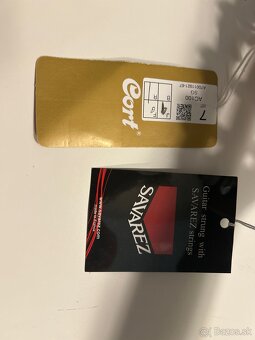 Cort
AC100
SG
7
SAVAREZ
Guitar strung with
SAVAREZ strings
bazos.sk